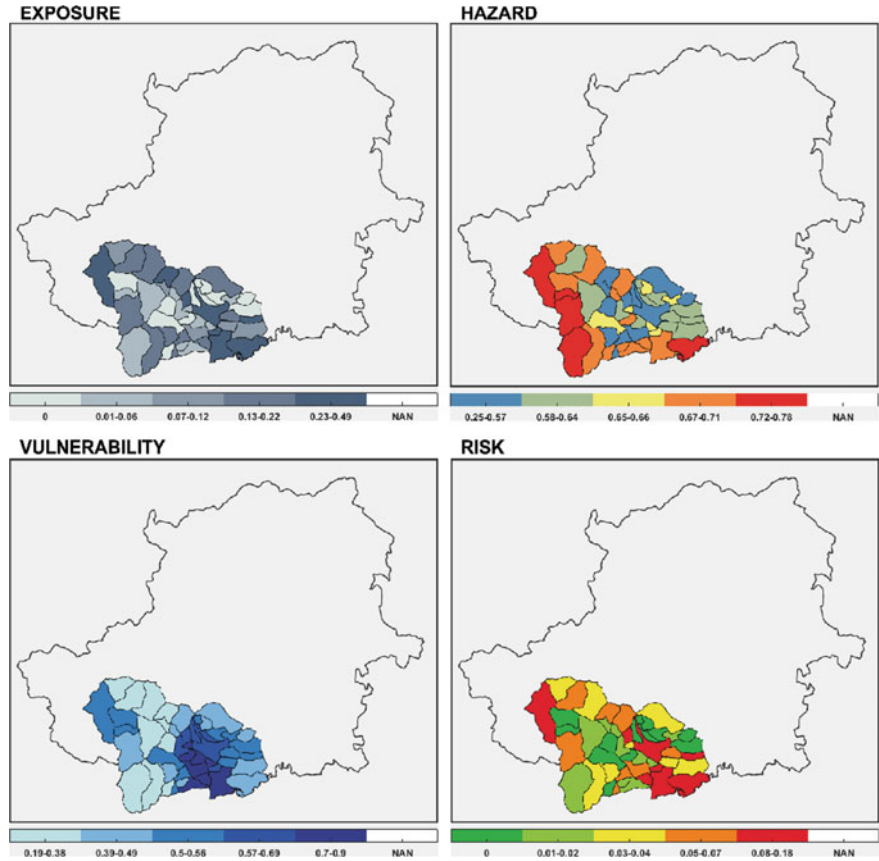 EXPOSURE
HAZARD
0 0.01-0.06 0.07-0.12 0.13-0.22 0.23-0.49 NAN
0.25-0.57 0.58-0.64 0.65-0.66 0.67-0.71 0.72-0.78 NAN
VULNERABILITY
RISK
0.19-0.38 0.39-0.49 0.5-0.56 0.57-0.69 0.7-0.9 NAN
0 0.01-0.02 0.03-0.04 0.05-0.07 0.08-0.18 NAN